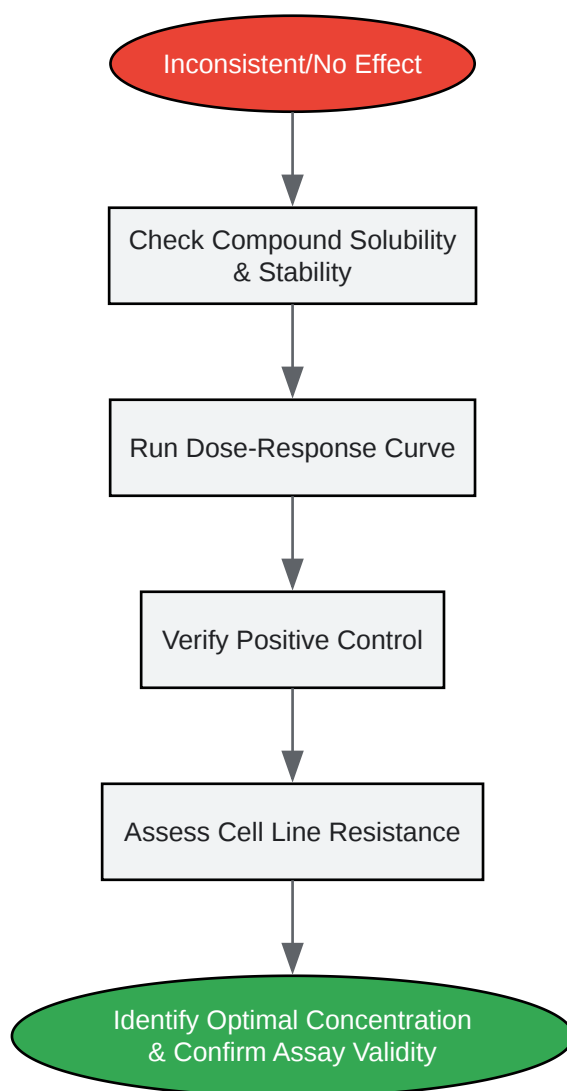 Inconsistent/No Effect
Check Compound Solubility
& Stability
Run Dose-Response Curve
Verify Positive Control
Assess Cell Line Resistance
Identify Optimal Concentration
& Confirm Assay Validity